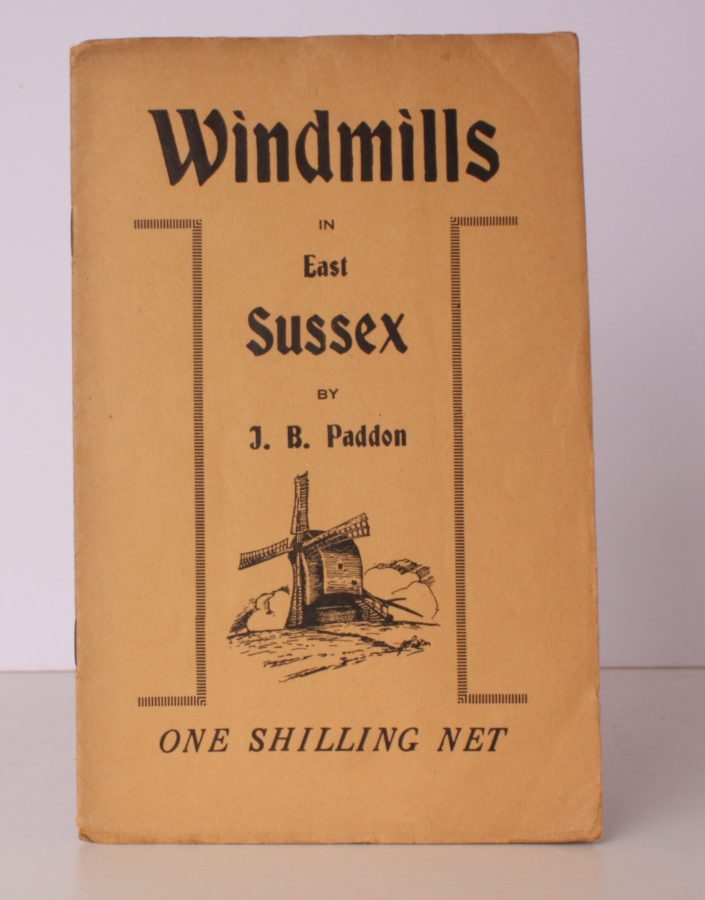 Windmills
IN
East
Sussex
BY
J. B. Paddon
ONE SHILLING NET